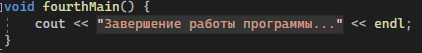 void fourthMain() {
cout << "Завершение работы программы..." << endl;
}